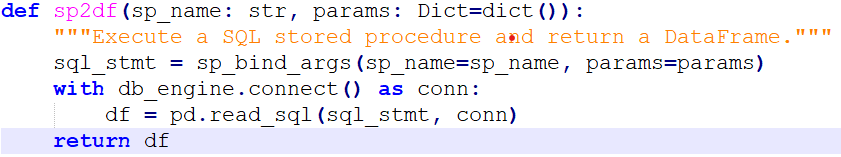 def sp2df(sp_name: str, params: Dict=dict()):
    """Execute a SQL stored procedure and return a DataFrame."""
    sql_stmt = sp_bind_args(sp_name=sp_name, params=params)
    with db_engine.connect() as conn:
        df = pd.read_sql(sql_stmt, conn)
    return df